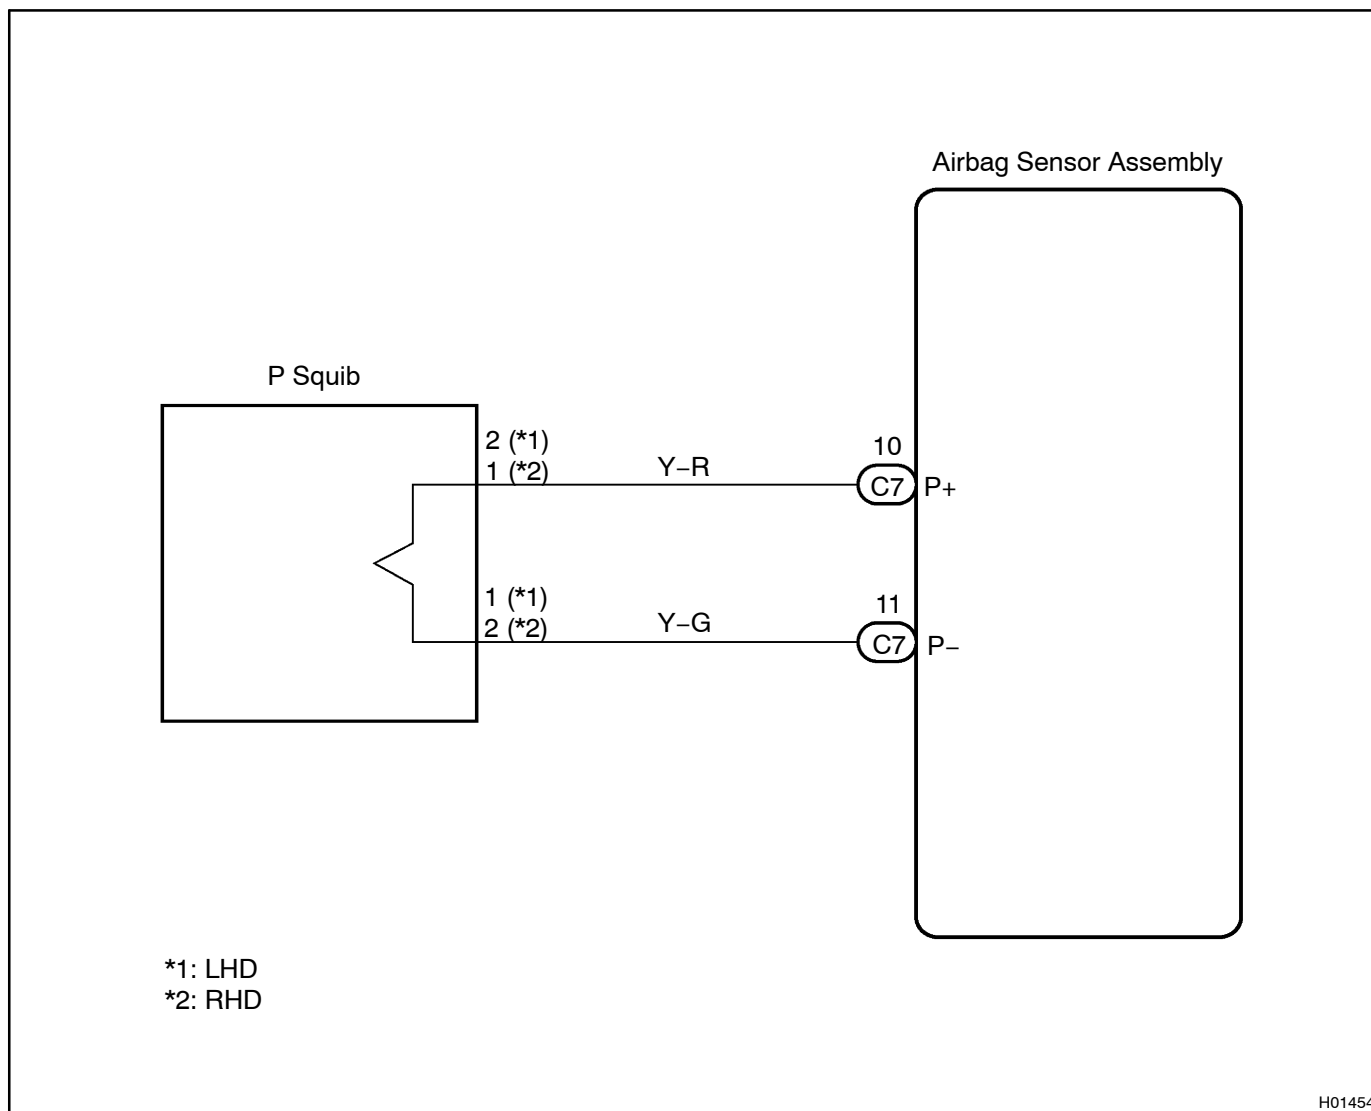 Airbag Sensor Assembly
P Squib
2 (*1)
1 (*2)
Y−R
10
C7
P+
1 (*1)
2 (*2)
Y−G
11
C7
P−
*1: LHD
*2: RHD
H01454